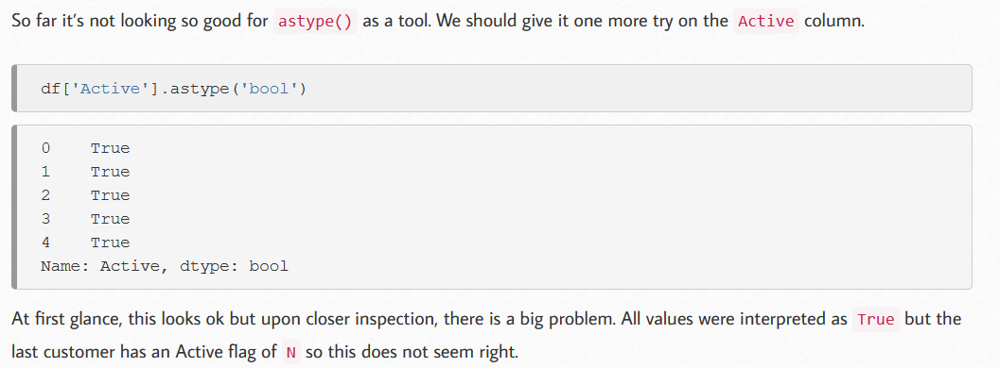 So far it’s not looking so good for astype() as a tool. We should give it one more try on the Active column.
df['Active'].astype('bool')
0    True
1    True
2    True
3    True
4    True
Name: Active, dtype: bool
At first glance, this looks ok but upon closer inspection, there is a big problem. All values were interpreted as True but the
last customer has an Active flag of N so this does not seem right.